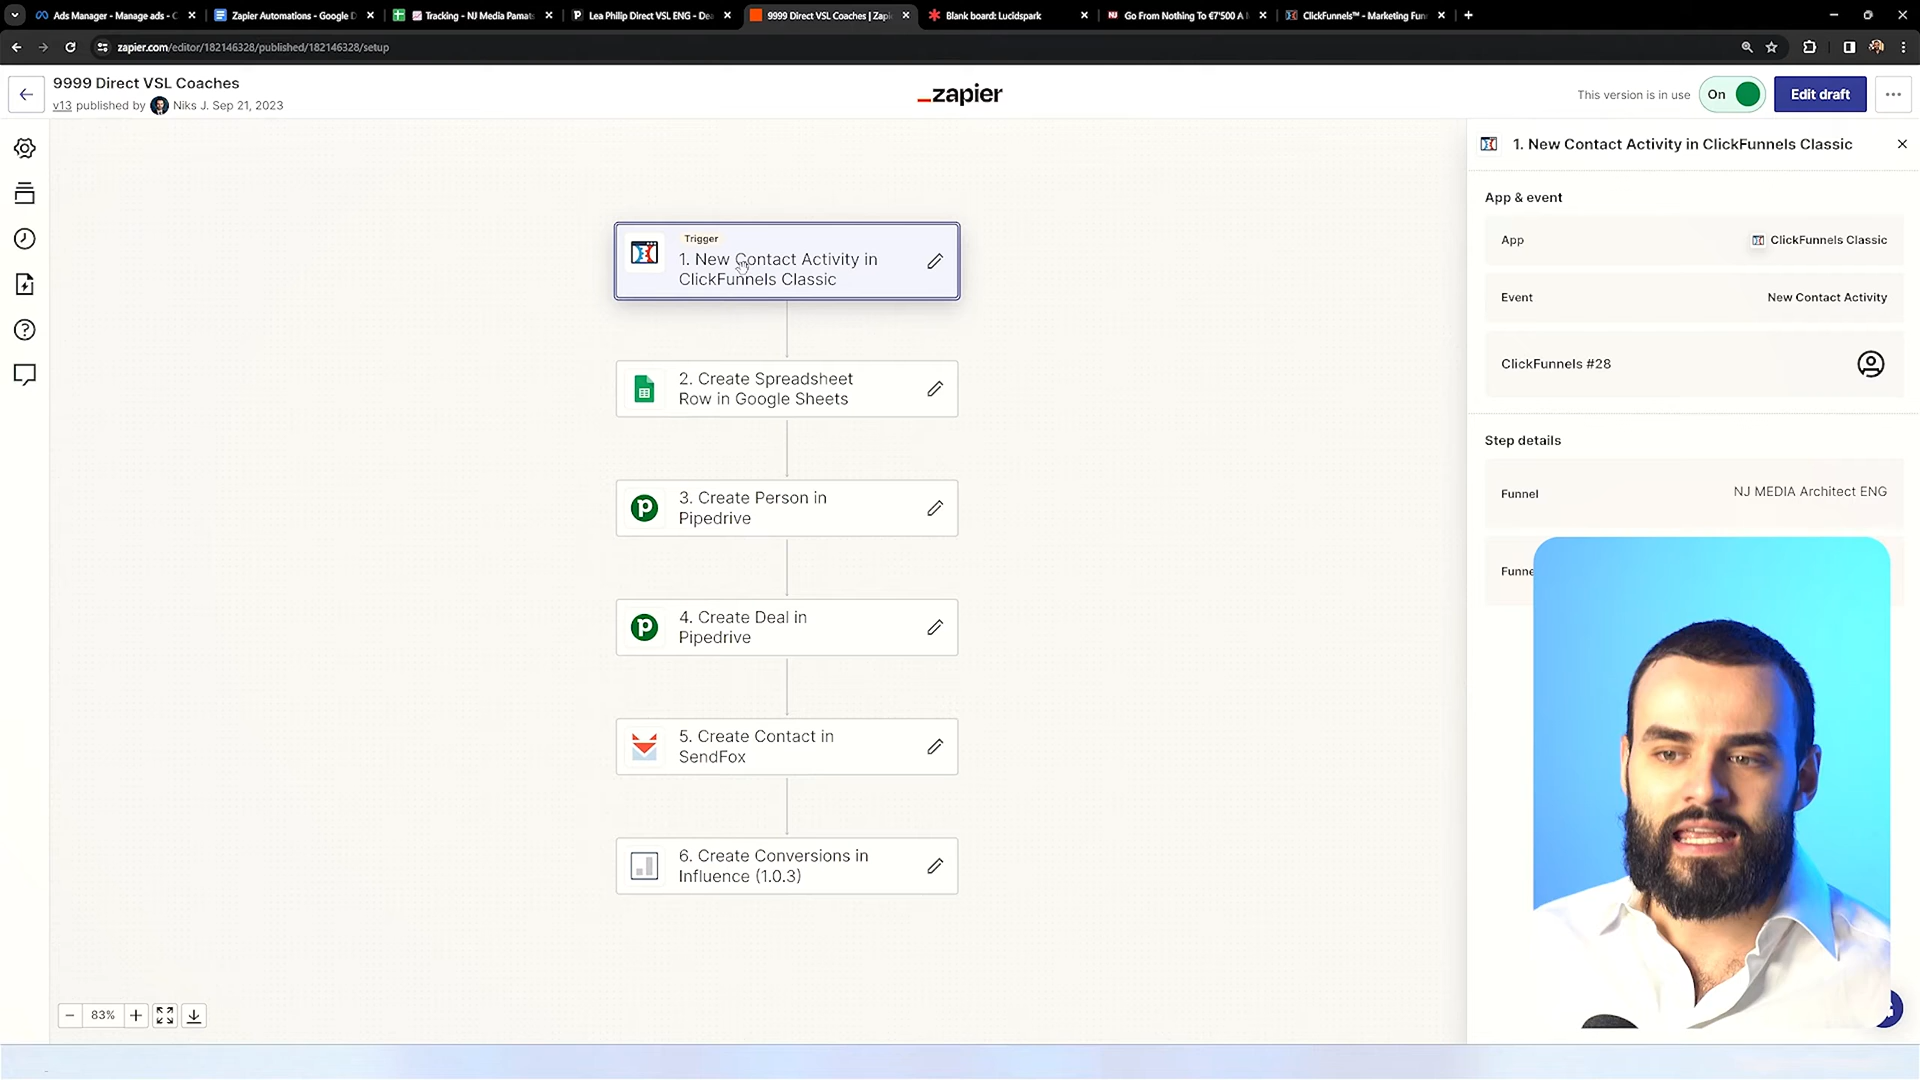 Ads Manager - Manage ads - C
Zapier Automations - Google D
Tracking - NJ Media Pamat
Lea Philip Direct VSL ENG - De
9999 Direct VSL Coaches | Zapi
Blank board: Lucidspark
Go From Nothing To €7'500 A
ClickFunnels™ - Marketing Fun
zapier.com/editor/182146328/published/182146328/setup
9999 Direct VSL Coaches
v13 published by Niks J. Sep 21, 2023
_zapier
This version is in use
On
Edit draft
Trigger
1. New Contact Activity in
ClickFunnels Classic
2. Create Spreadsheet
Row in Google Sheets
3. Create Person in
Pipedrive
4. Create Deal in
Pipedrive
5. Create Contact in
SendFox
6. Create Conversions in
Influence (1.0.3)
83%
1. New Contact Activity in ClickFunnels Classic
App & event
App
ClickFunnels Classic
Event
New Contact Activity
ClickFunnels #28
Step details
Funnel
NJ MEDIA Architect ENG
Funne